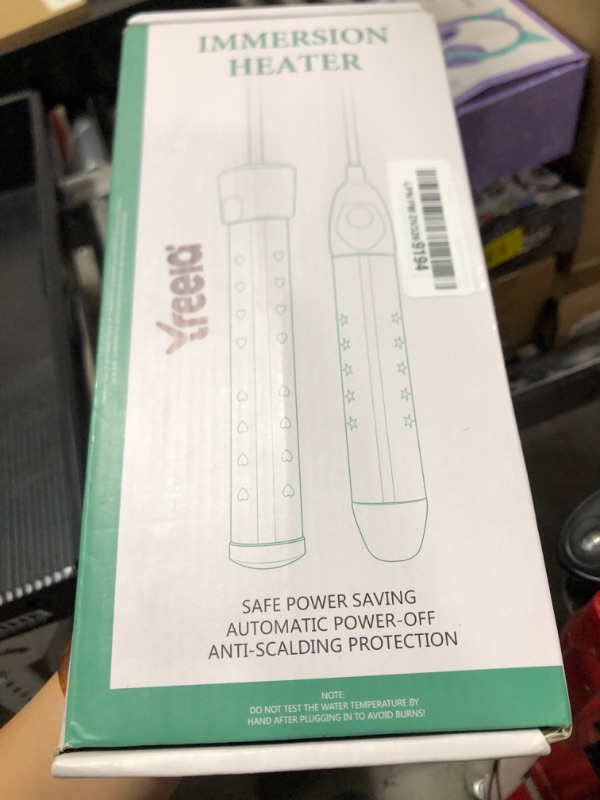 IMMERSION
HEATER
Yreela
SAFE POWER SAVING
AUTOMATIC POWER-OFF
ANTI-SCALDING PROTECTION
NOTE:
DO NOT TEST THE WATER TEMPERATURE BY
HAND AFTER PLUGGING IN TO AVOID BURNS!